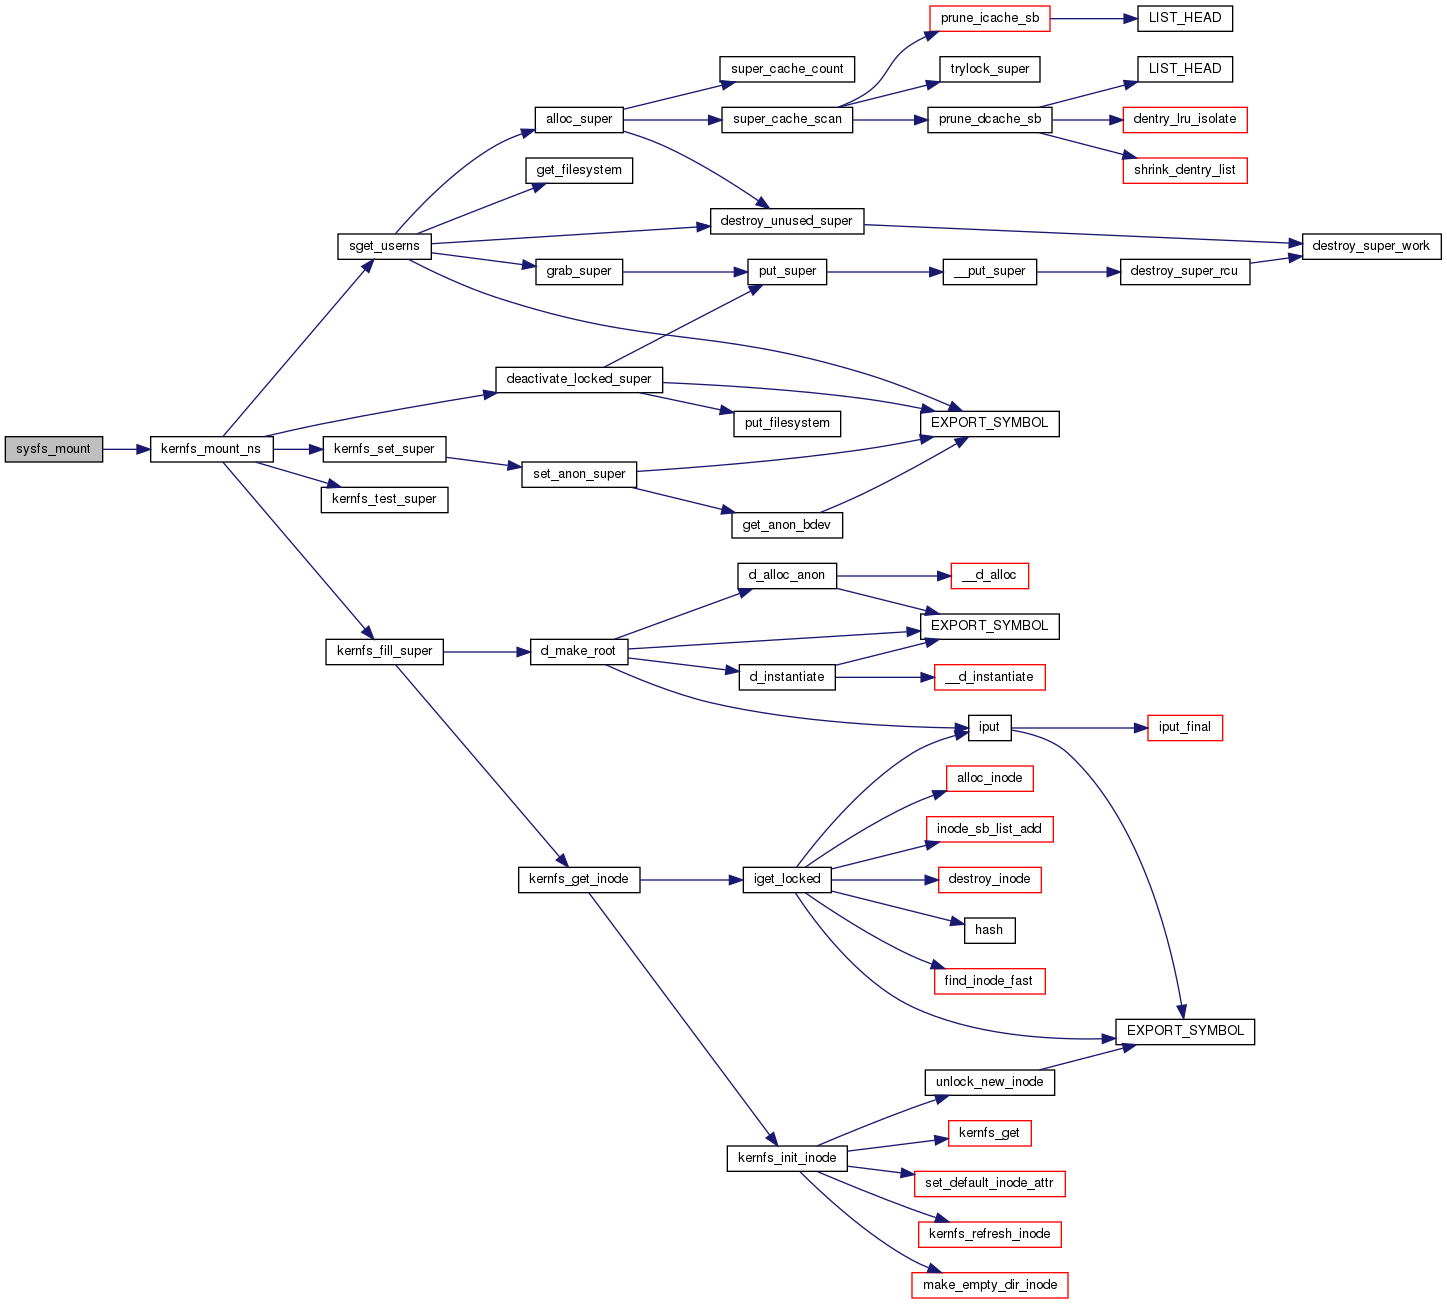 prune_icache_sb
LIST_HEAD
super_cache_count
trylock_super
LIST_HEAD
alloc_super
super_cache_scan
prune_dcache_sb
dentry_lru_isolate
get_filesystem
shrink_dentry_list
destroy_unused_super
sget_userns
destroy_super_work
grab_super
put_super
__put_super
destroy_super_rcu
deactivate_locked_super
put_filesystem
EXPORT_SYMBOL
sysfs_mount
kernfs_mount_ns
kernfs_set_super
set_anon_super
kernfs_test_super
get_anon_bdev
d_alloc_anon
__d_alloc
EXPORT_SYMBOL
kernfs_fill_super
d_make_root
d_instantiate
__d_instantiate
iput
iput_final
alloc_inode
inode_sb_list_add
kernfs_get_inode
iget_locked
destroy_inode
hash
find_inode_fast
EXPORT_SYMBOL
unlock_new_inode
kernfs_get
kernfs_init_inode
set_default_inode_attr
kernfs_refresh_inode
make_empty_dir_inode